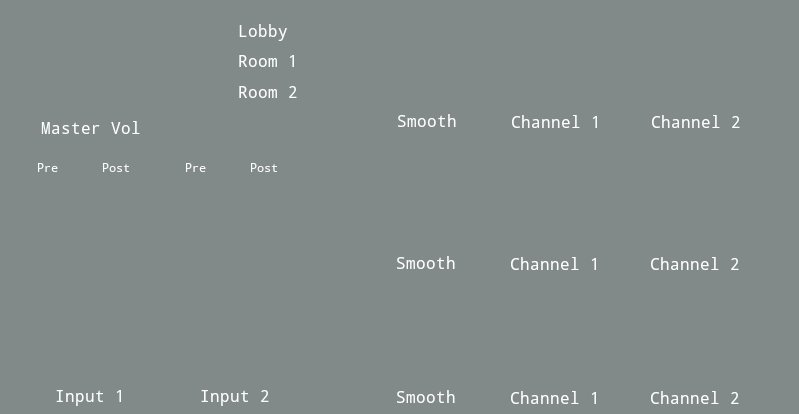 Lobby
Room 1
Room 2
Master Vol
Smooth Channel 1 Channel 2
Pre Post Pre Post
Smooth Channel 1 Channel 2
Input 1 Input 2
Smooth Channel 1 Channel 2